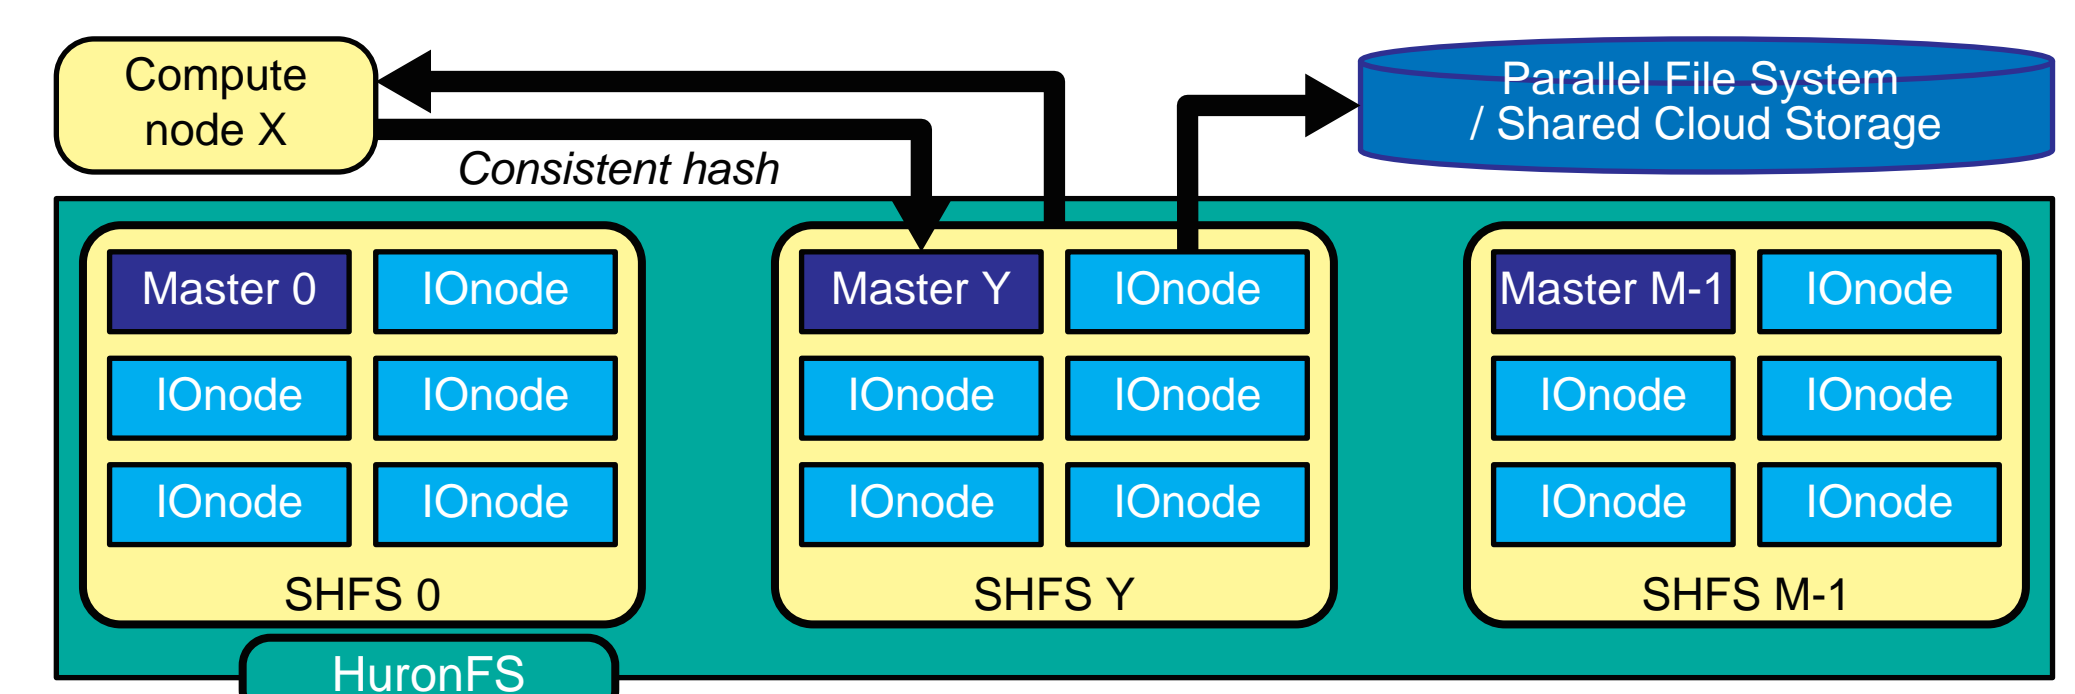 Compute
node X
Consistent hash
Parallel File System
/ Shared Cloud Storage
Master 0
IOnode
IOnode
IOnode
IOnode
IOnode
SHFS 0
Master Y
IOnode
IOnode
IOnode
IOnode
IOnode
SHFS Y
Master M-1
IOnode
IOnode
IOnode
IOnode
IOnode
SHFS M-1
HuronFS